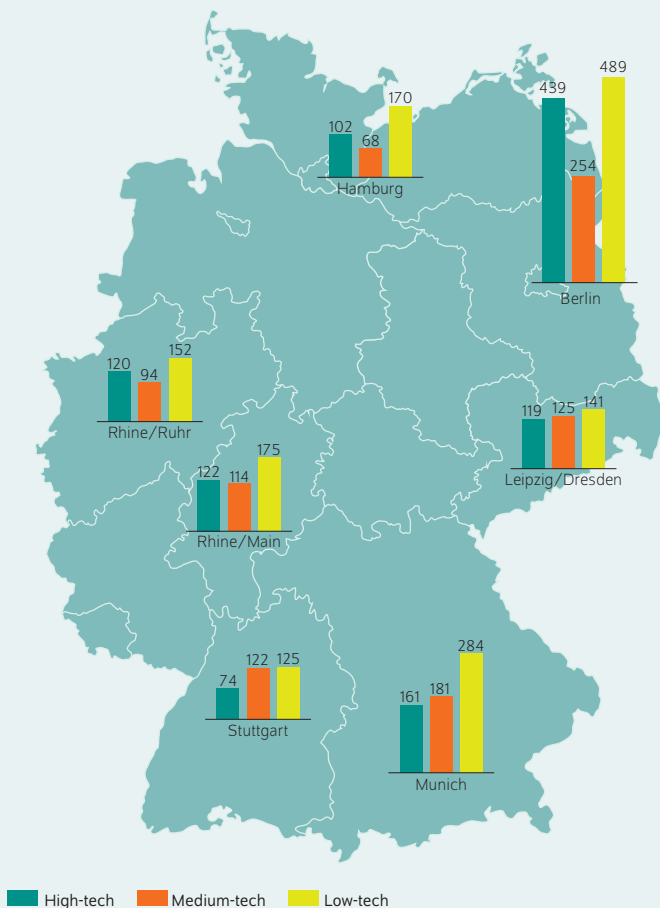 102 68 170
Hamburg
439 254 489
Berlin
120 94 152
Rhine/Ruhr
119 125 141
Leipzig/Dresden
122 114 175
Rhine/Main
74 122 125
Stuttgart
161 181 284
Munich
High-tech Medium-tech Low-tech